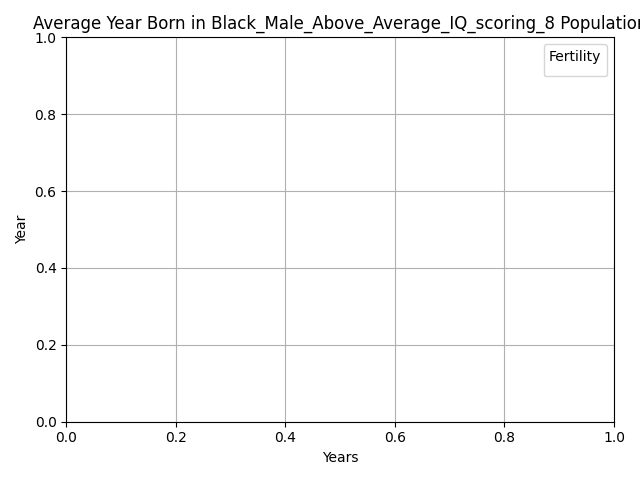 Average Year Born in Black_Male_Above_Average_IQ_scoring_8 Population
Fertility
1.0
0.8
0.6
0.4
0.2
0.0
Year
0.0 0.2 0.4 0.6 0.8 1.0
Years